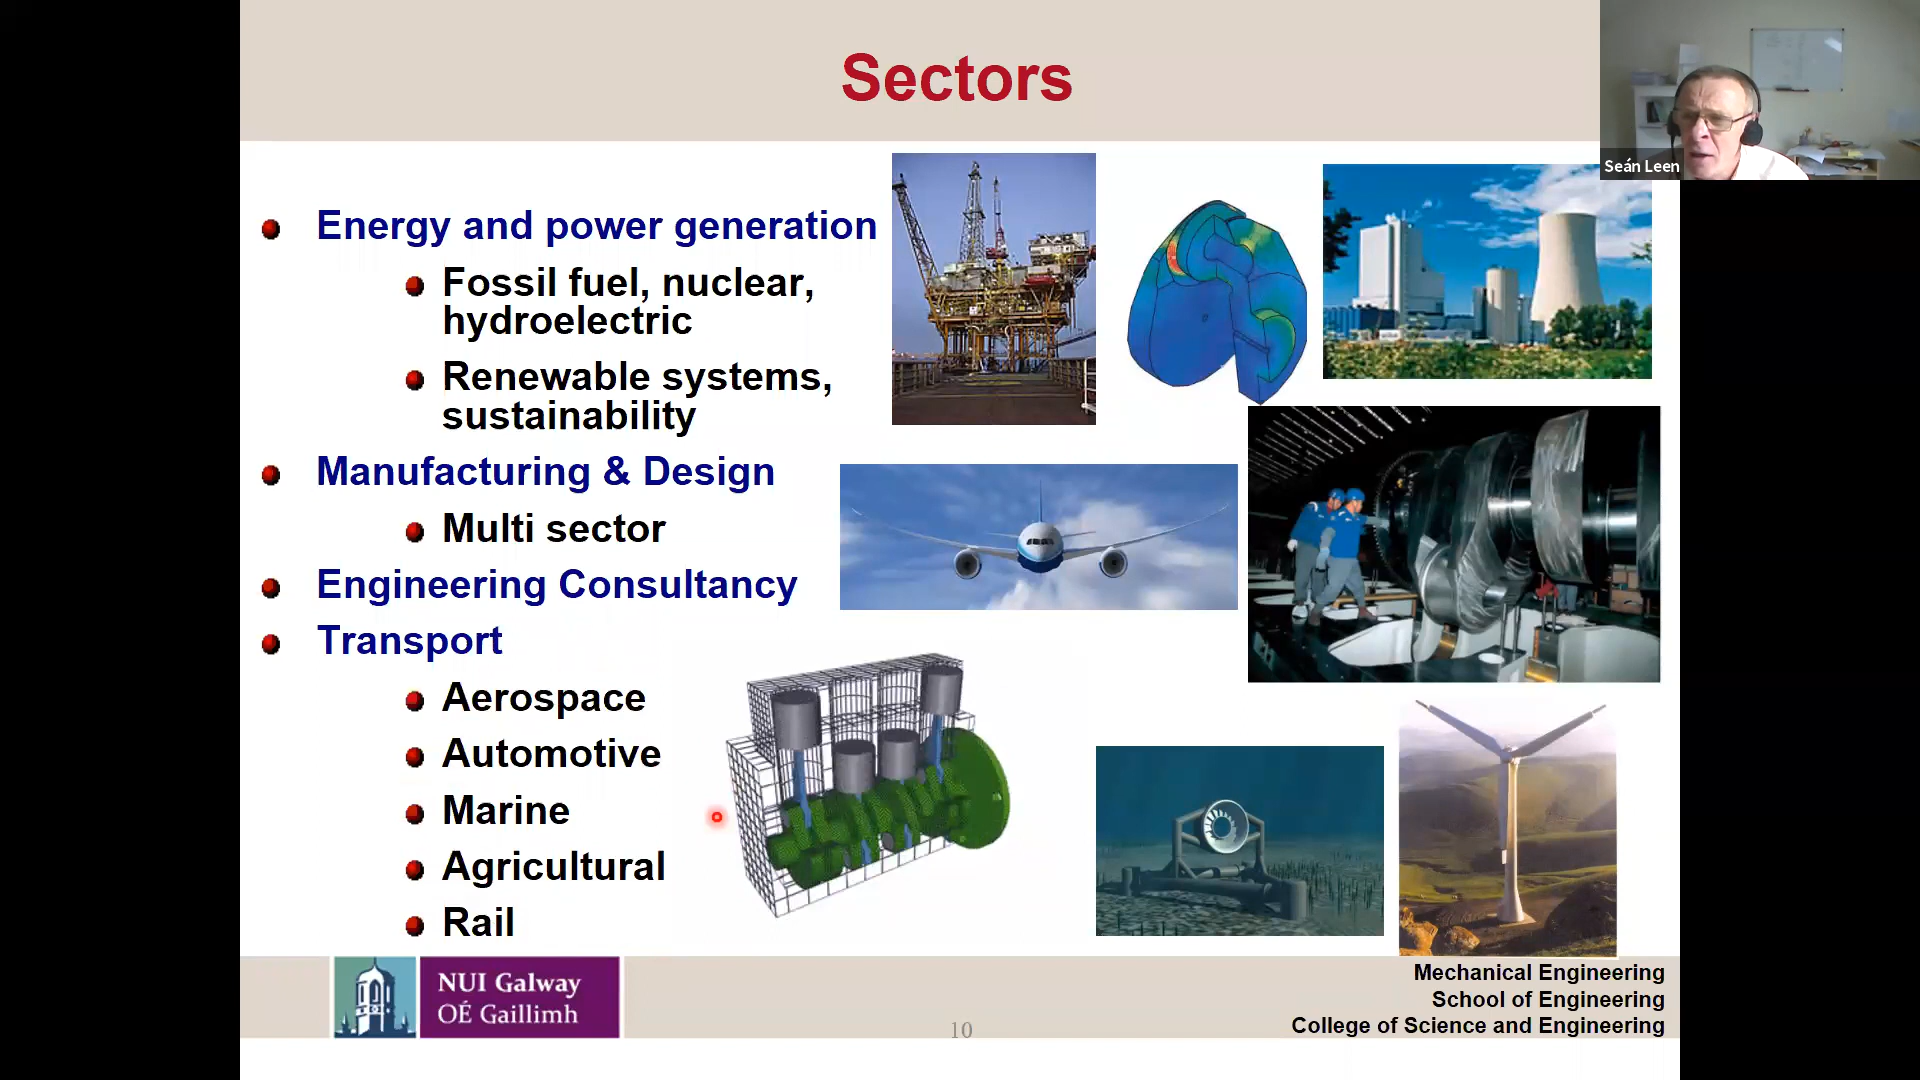 Sectors
Seán Leen
Energy and power generation
Fossil fuel, nuclear,
hydroelectric
Renewable systems,
sustainability
Manufacturing & Design
Multi sector
Engineering Consultancy
Transport
Aerospace
Automotive
Marine
Agricultural
Rail
NUI Galway
OÉ Gaillimh
10
Mechanical Engineering
School of Engineering
College of Science and Engineering